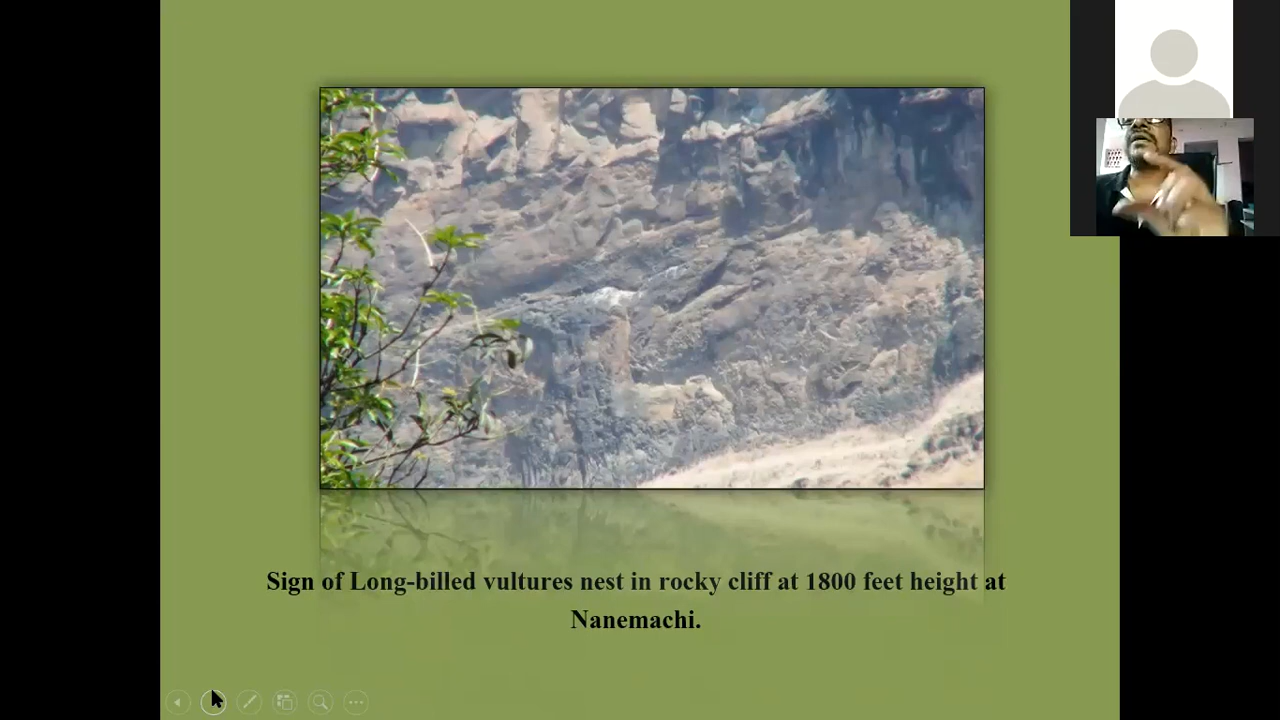 Sign of Long-billed vultures nest in rocky cliff at 1800 feet height at
Nanemachi.